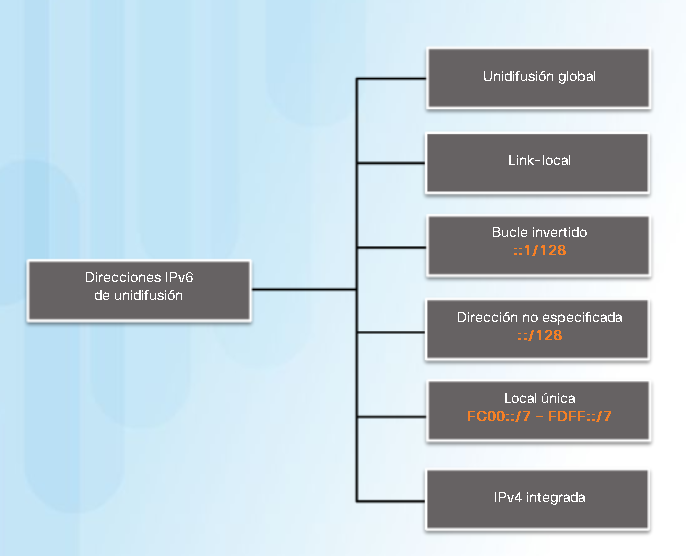 Unidifusión global
Link-local
Bucle invertido
::1/128
Direcciones IPv6
de unidifusión
Dirección no especificada
::/128
Local única
FC00::/7 - FDFF::/7
IPv4 integrada